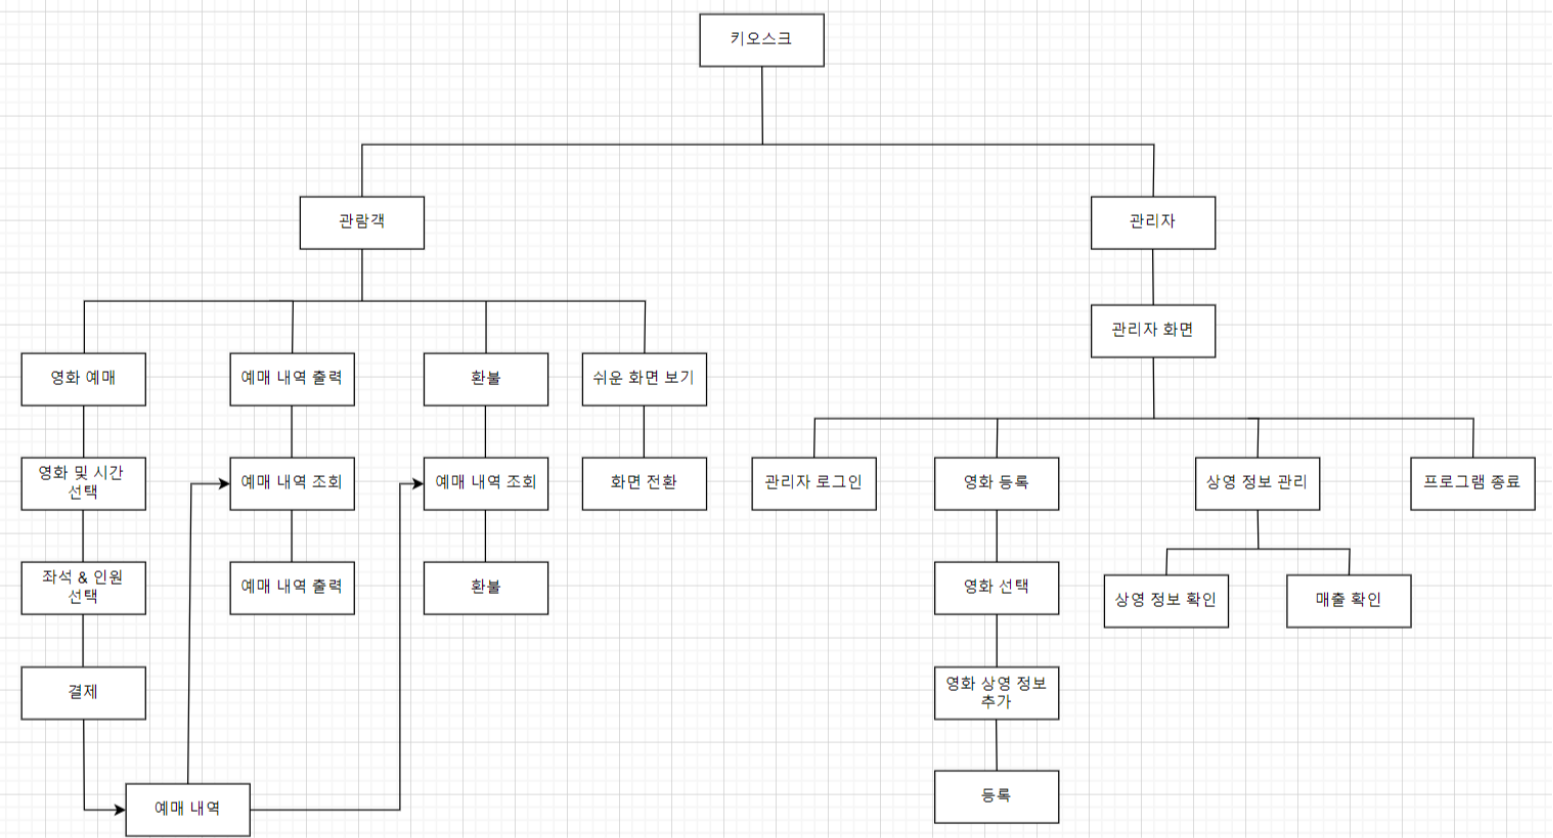 키오스크
관람객
관리자
관리자 화면
영화 예매
예매 내역 출력
환불
쉬운 화면 보기
영화 및 시간
선택
예매 내역 조회
예매 내역 조회
화면 전환
관리자 로그인
영화 등록
상영 정보 관리
프로그램 종료
좌석 & 인원
선택
예매 내역 출력
환불
영화 선택
상영 정보 확인
매출 확인
결제
영화 상영 정보
추가
예매 내역
등록